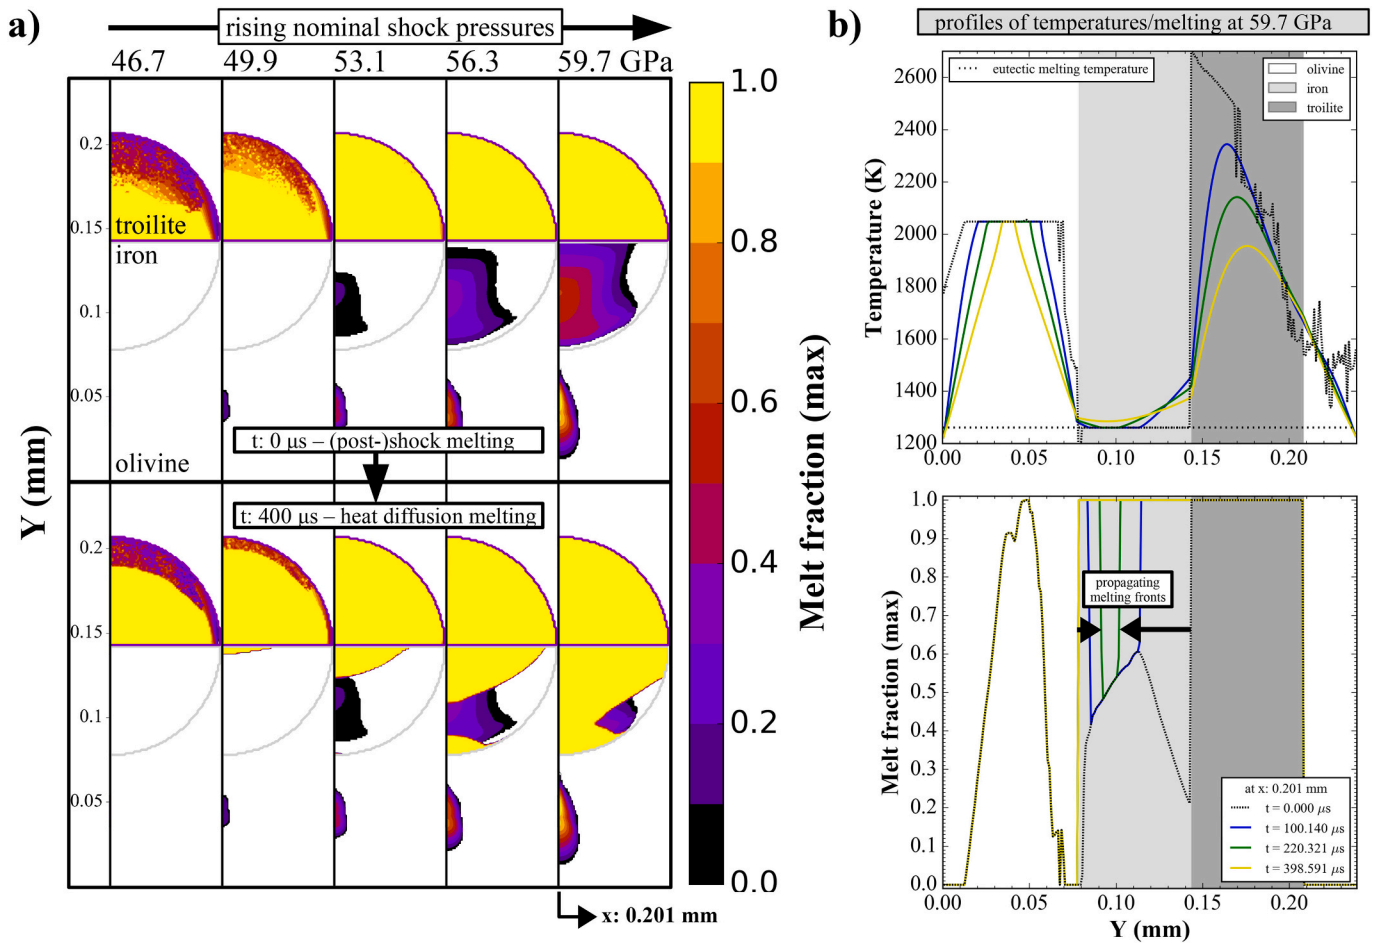 a)
rising nominal shock pressures
46.7 49.9 53.1 56.3 59.7 GPa
0.2
0.15
0.1
0.05
troilite
iron
olivine
t: 0 μs – (post-)shock melting
t: 400 μs – heat diffusion melting
0.2
0.15
0.1
0.05
Y (mm)
x: 0.201 mm
1.0
0.8
0.6
0.4
0.2
0.0
Melt fraction (max)
b)
profiles of temperatures/melting at 59.7 GPa
eutectic melting temperature
olivine
iron
troilite
2600
2400
2200
2000
1800
1600
1400
1200
Temperature (K)
0.00 0.05 0.10 0.15 0.20
1.0
0.9
0.8
0.7
0.6
0.5
0.4
0.3
0.2
0.1
0.0
Melt fraction (max)
propagating
melting fronts
at x: 0.201 mm
t = 0.000 μs
t = 100.140 μs
t = 220.321 μs
t = 398.591 μs
0.00 0.05 0.10 0.15 0.20
Y (mm)